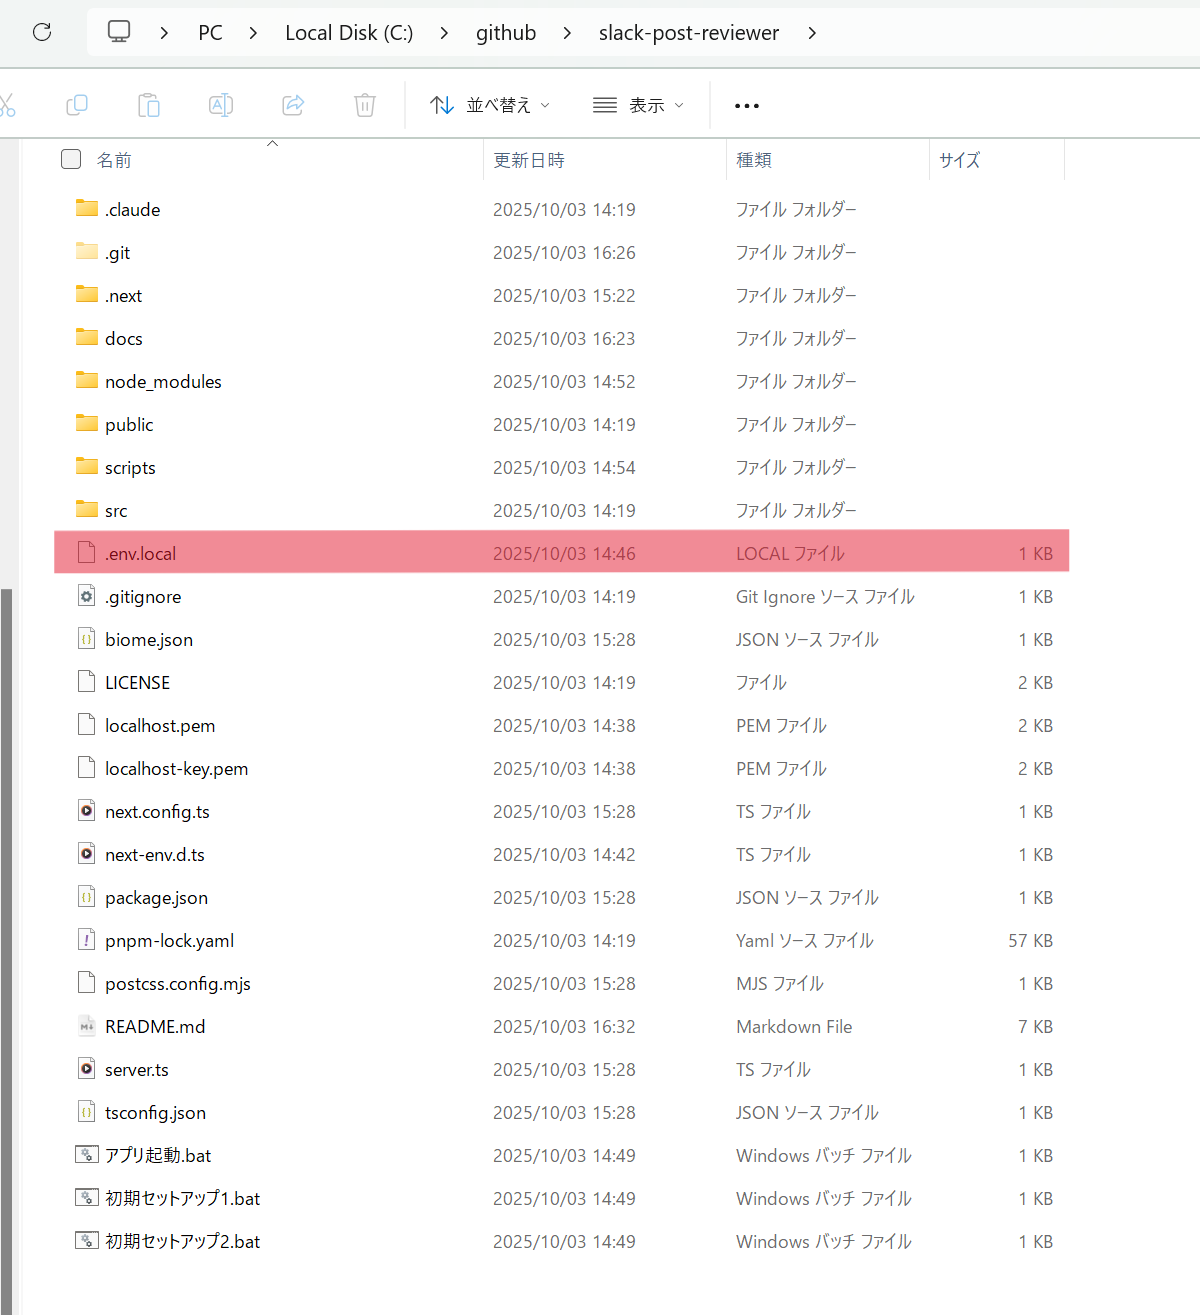 PC > Local Disk (C:) > github > slack-post-reviewer >
並べ替え 表示
名前 更新日時 種類 サイズ
.claude 2025/10/03 14:19 ファイル フォルダー
.git 2025/10/03 16:26 ファイル フォルダー
.next 2025/10/03 15:22 ファイル フォルダー
docs 2025/10/03 16:23 ファイル フォルダー
node_modules 2025/10/03 14:52 ファイル フォルダー
public 2025/10/03 14:19 ファイル フォルダー
scripts 2025/10/03 14:54 ファイル フォルダー
src 2025/10/03 14:19 ファイル フォルダー
.env.local 2025/10/03 14:46 LOCAL ファイル 1 KB
.gitignore 2025/10/03 14:19 Git Ignore ソース ファイル 1 KB
biome.json 2025/10/03 15:28 JSON ソース ファイル 1 KB
LICENSE 2025/10/03 14:19 ファイル 2 KB
localhost.pem 2025/10/03 14:38 PEM ファイル 2 KB
localhost-key.pem 2025/10/03 14:38 PEM ファイル 2 KB
next.config.ts 2025/10/03 15:28 TS ファイル 1 KB
next-env.d.ts 2025/10/03 14:42 TS ファイル 1 KB
package.json 2025/10/03 15:28 JSON ソース ファイル 1 KB
pnpm-lock.yaml 2025/10/03 14:19 Yaml ソース ファイル 57 KB
postcss.config.mjs 2025/10/03 15:28 MJS ファイル 1 KB
README.md 2025/10/03 16:32 Markdown File 7 KB
server.ts 2025/10/03 15:28 TS ファイル 1 KB
tsconfig.json 2025/10/03 15:28 JSON ソース ファイル 1 KB
アプリ起動.bat 2025/10/03 14:49 Windows バッチ ファイル 1 KB
初期セットアップ1.bat 2025/10/03 14:49 Windows バッチ ファイル 1 KB
初期セットアップ2.bat 2025/10/03 14:49 Windows バッチ ファイル 1 KB